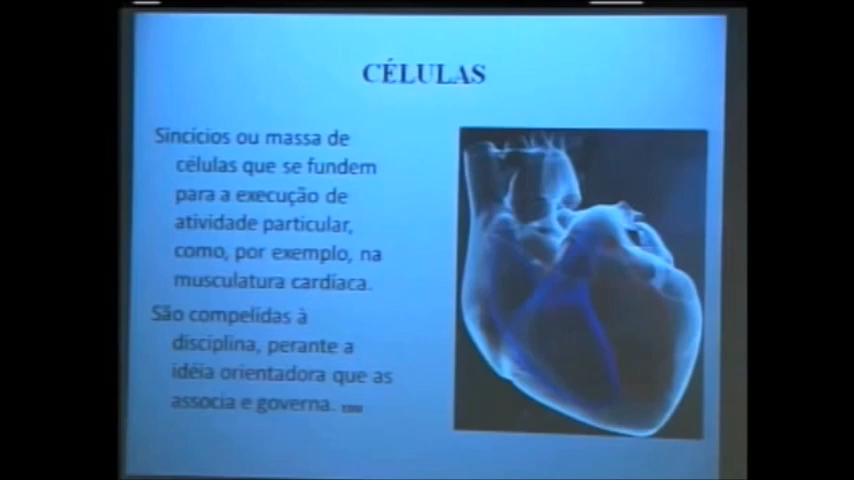 CÉLULAS
Sincícios ou massa de
células que se fundem
para a execução de
atividade particular,
como, por exemplo, na
musculatura cardíaca.
São compelidas à
disciplina, perante a
idéia orientadora que as
associa e governa.